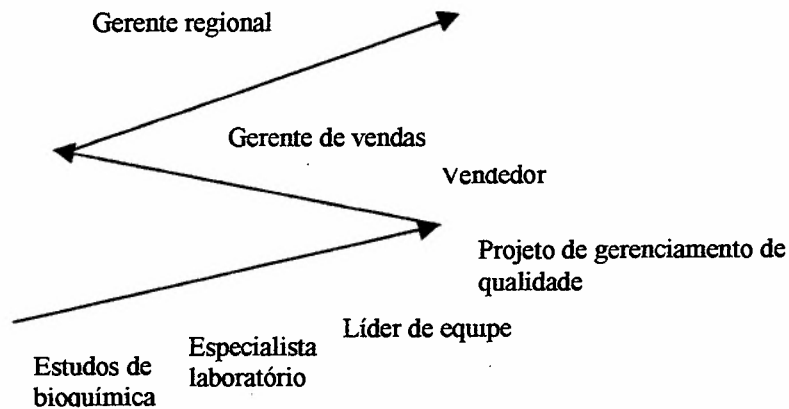 Gerente regional
Gerente de vendas
Vendedor
Projeto de gerenciamento de
qualidade
Líder de equipe
Especialista
laboratório
Estudos de
bioquímica